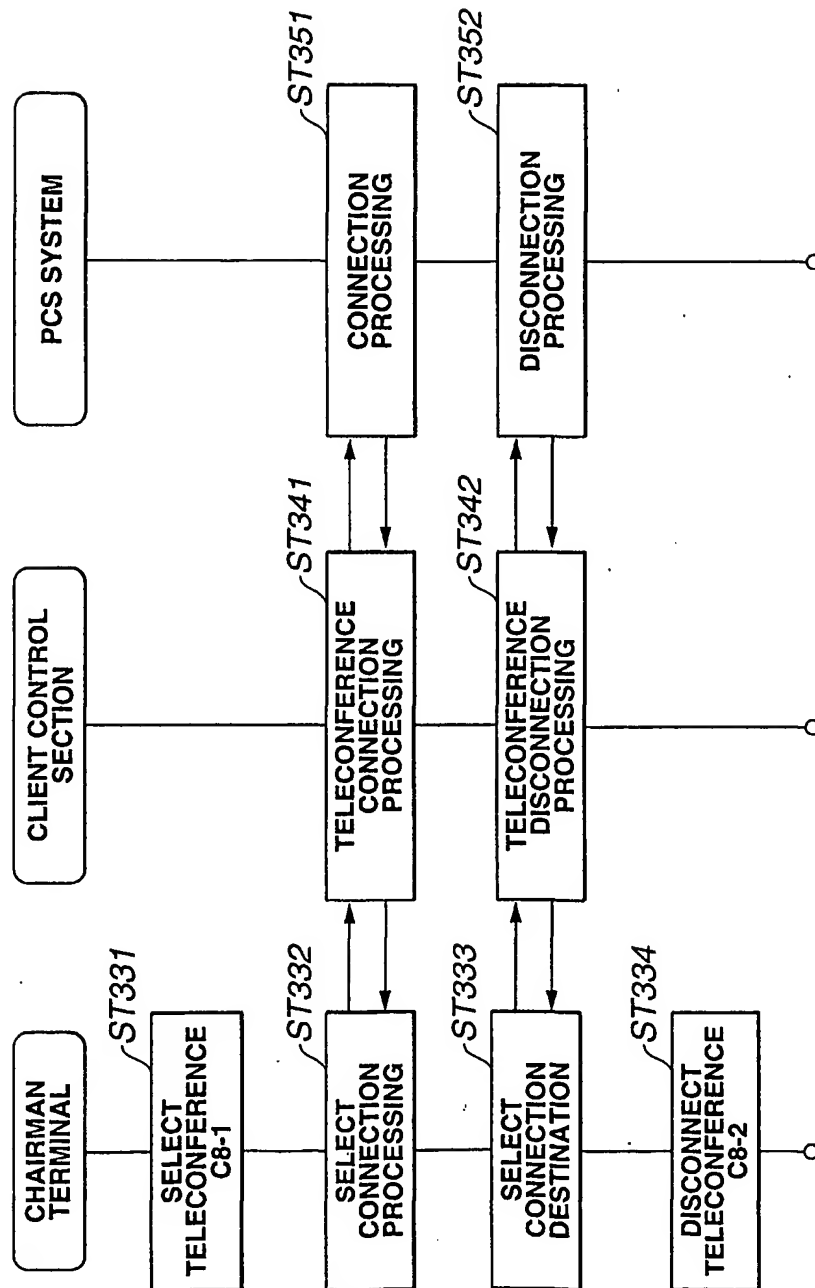 CHAIRMAN
TERMINAL
ST331
SELECT
TELECONFERENCE
C8-1
ST332
SELECT
CONNECTION
PROCESSING
ST333
SELECT
CONNECTION
DESTINATION
ST334
DISCONNECT
TELECONFERENCE
C8-2
CLIENT CONTROL
SECTION
ST341
TELECONFERENCE
CONNECTION
PROCESSING
ST342
TELECONFERENCE
DISCONNECTION
PROCESSING
PCS SYSTEM
ST351
CONNECTION
PROCESSING
ST352
DISCONNECTION
PROCESSING